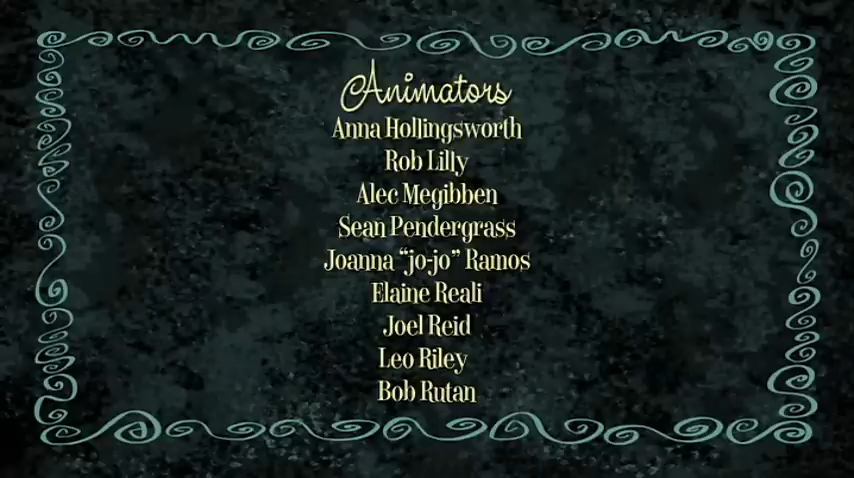 Animators
Anna Hollingsworth
Rob Lilly
Alec Megibben
Sean Pendergrass
Joanna “jo-jo” Ramos
Elaine Reali
Joel Reid
Leo Riley
Bob Rutan